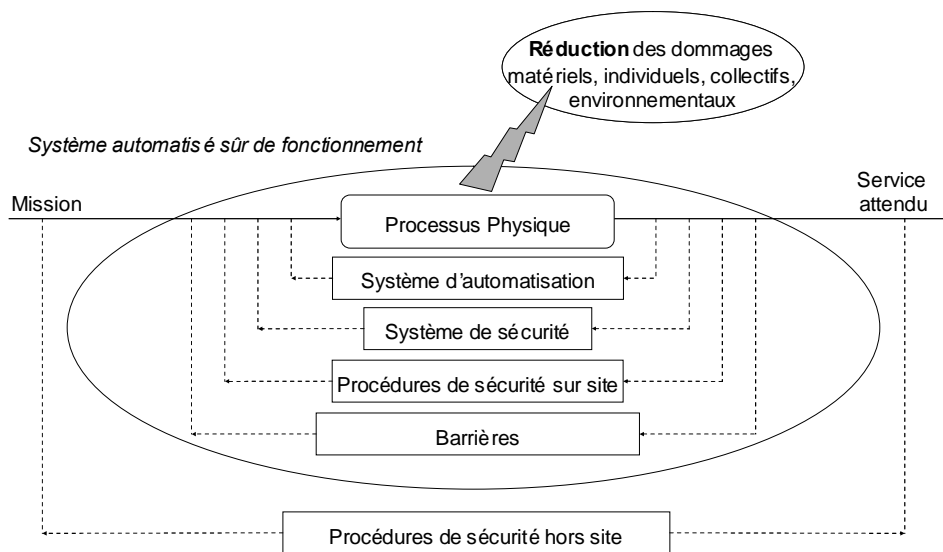 Réduction des dommages
matériels, individuels, collectifs,
environnementaux
Système automatisé sûr de fonctionnement
Mission
Service
attendu
Processus Physique
Système d'automatisation
Système de sécurité
Procédures de sécurité sur site
Barrières
Procédures de sécurité hors site